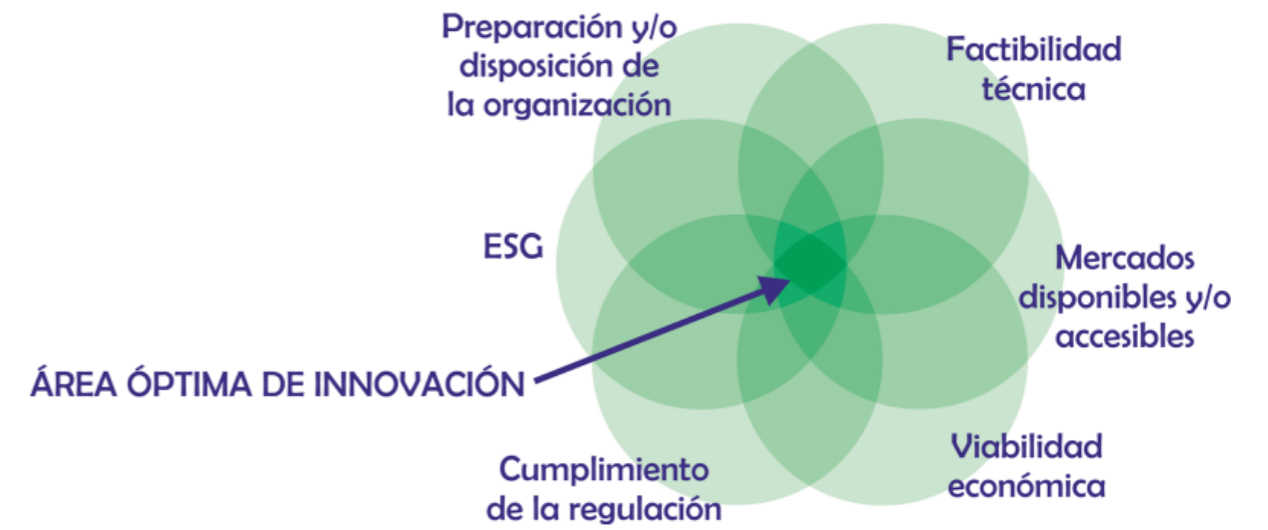 Preparación y/o
disposición de
la organización
Factibilidad
técnica
ESG
Mercados
disponibles y/o
accesibles
ÁREA ÓPTIMA DE INNOVACIÓN
Viabilidad
económica
Cumplimiento
de la regulación